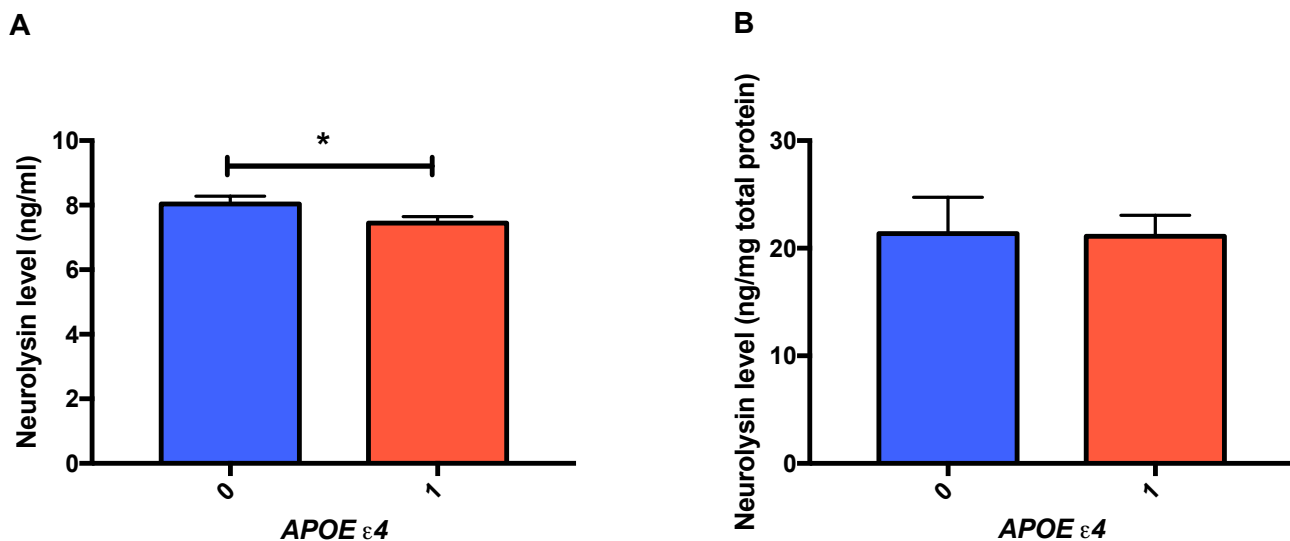 A
Neurolysin level (ng/ml)
10
8
6
4
2
0
*
0
1
APOE ε4
B
Neurolysin level (ng/mg total protein)
30
20
10
0
0
1
APOE ε4